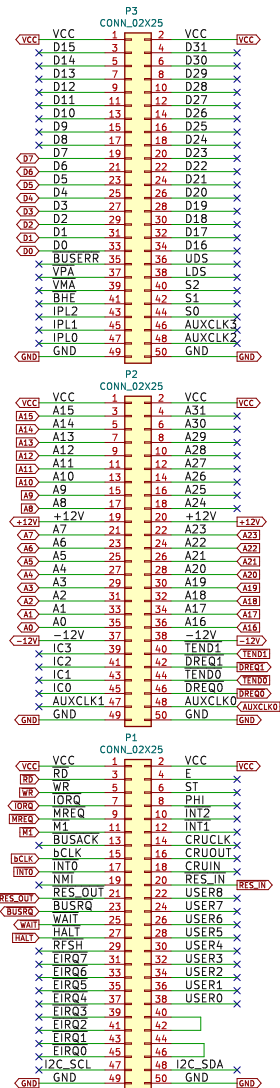 P3
CONN_02X25
VCC VCC 1 2 VCC VCC
D15 3 4 D31
D14 5 6 D30
D13 7 8 D29
D12 9 10 D28
D11 11 12 D27
D10 13 14 D26
D9 15 16 D25
D8 17 18 D24
D7 D7 19 20 D23
D6 D6 21 22 D22
D5 D5 23 24 D21
D4 D4 25 26 D20
D3 D3 27 28 D19
D2 D2 29 30 D18
D1 D1 31 32 D17
D0 D0 33 34 D16
BUSERR 35 36 UDS
VPA 37 38 LDS
VMA 39 40 S2
BHE 41 42 S1
IPL2 43 44 S0
IPL1 45 46 AUXCLK3
IPL0 47 48 AUXCLK2
GND GND 49 50 GND GND
P2
CONN_02X25
VCC VCC 1 2 VCC VCC
A15 A15 3 4 A31
A14 A14 5 6 A30
A13 A13 7 8 A29
A12 A12 9 10 A28
A11 A11 11 12 A27
A10 A10 13 14 A26
A9 A9 15 16 A25
A8 A8 17 18 A24
+12V +12V 19 20 +12V +12V
A7 A7 21 22 A23 A23
A6 A6 23 24 A22 A22
A5 A5 25 26 A21 A21
A4 A4 27 28 A20 A20
A3 A3 29 30 A19 A19
A2 A2 31 32 A18 A18
A1 A1 33 34 A17 A17
A0 A0 35 36 A16 A16
-12V -12V 37 38 -12V -12V
IC3 39 40 TEND1 TEND1
IC2 41 42 DREQ1 DREQ1
IC1 43 44 TEND0 TEND0
IC0 45 46 DREQ0 DREQ0
AUXCLK1 47 48 AUXCLK0 AUXCLK0
GND GND 49 50 GND GND
P1
CONN_02X25
VCC VCC 1 2 VCC VCC
RD RD 3 4 E
WR WR 5 6 ST
IORQ IORQ 7 8 PHI
MREQ MREQ 9 10 INT2
M1 M1 11 12 INT1
BUSACK 13 14 CRUCLK
bCLK bCLK 15 16 CRUOUT
INT0 INT0 17 18 CRUIN
NMI 19 20 RES_IN RES_IN
RES_OUT RES_OUT 21 22 USER8
BUSRQ BUSRQ 23 24 USER7
WAIT WAIT 25 26 USER6
HALT HALT 27 28 USER5
RFSH 29 30 USER4
EIRQ7 31 32 USER3
EIRQ6 33 34 USER2
EIRQ5 35 36 USER1
EIRQ4 37 38 USER0
EIRQ3 39 40
EIRQ2 41 42
EIRQ1 43 44
EIRQ0 45 46
I2C_SCL 47 48 I2C_SDA
GND GND 49 50 GND GND